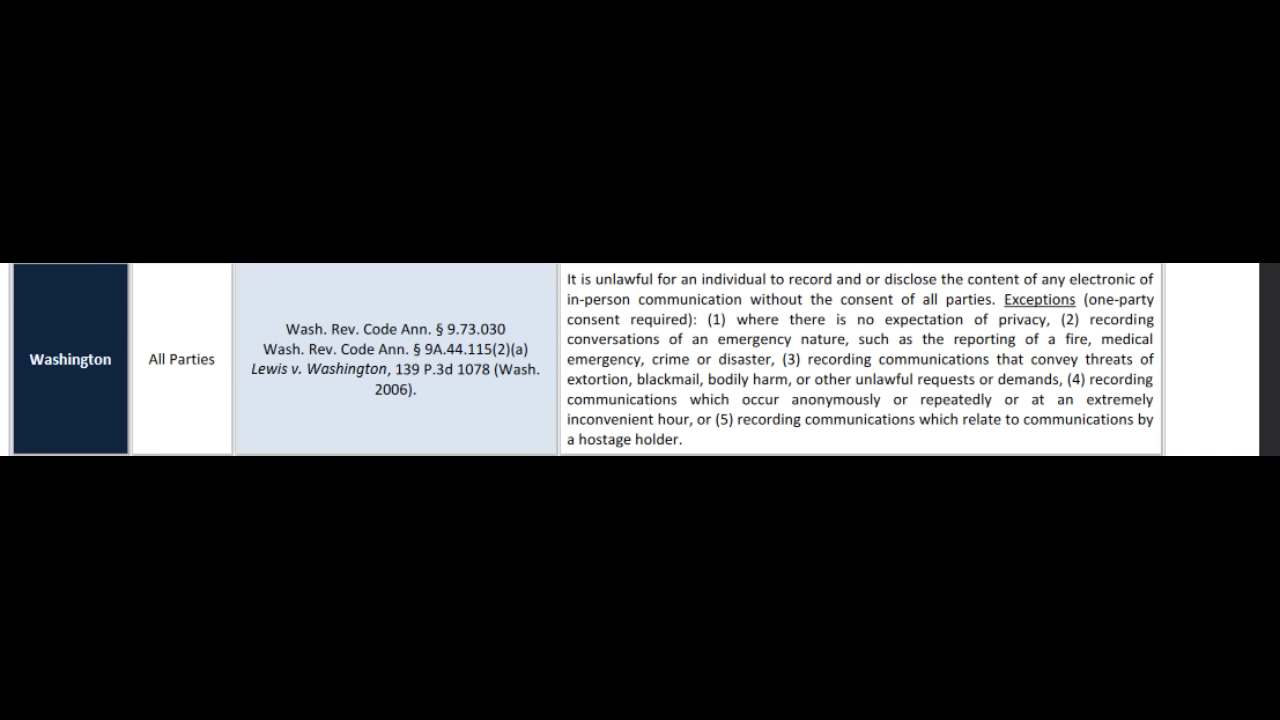 Washington
All Parties
Wash. Rev. Code Ann. § 9.73.030
Wash. Rev. Code Ann. § 9A.44.115(2)(a)
Lewis v. Washington, 139 P.3d 1078 (Wash.
2006).
It is unlawful for an individual to record and or disclose the content of any electronic of
in-person communication without the consent of all parties. Exceptions (one-party
consent required): (1) where there is no expectation of privacy, (2) recording
conversations of an emergency nature, such as the reporting of a fire, medical
emergency, crime or disaster, (3) recording communications that convey threats of
extortion, blackmail, bodily harm, or other unlawful requests or demands, (4) recording
communications which occur anonymously or repeatedly or at an extremely
inconvenient hour, or (5) recording communications which relate to communications by
a hostage holder.